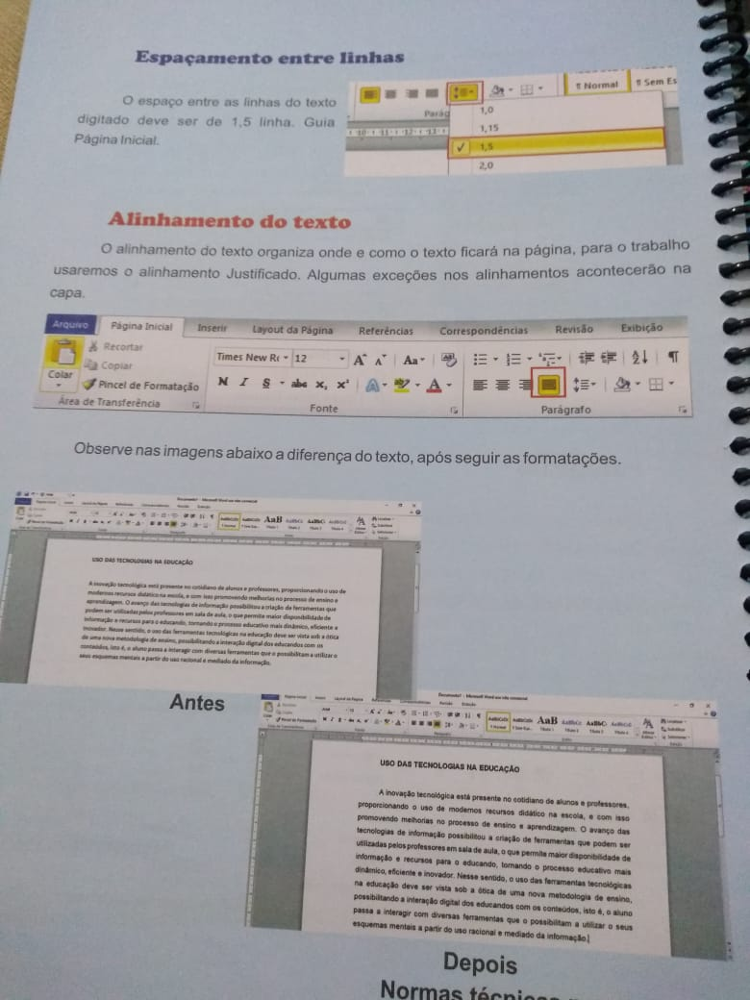 Espaçamento entre linhas
O espaço entre as linhas do texto
digitado deve ser de 1,5 linha. Guia
Página Inicial.
¶ Normal ¶ Sem Es
Parág
1,0
10 11 12 13
1,15
1,5
2,0
Alinhamento do texto
O alinhamento do texto organiza onde e como o texto ficará na página, para o trabalho
usaremos o alinhamento Justificado. Algumas exceções nos alinhamentos acontecerão na
capa.
Arquivo Página Inicial Inserir Layout da Página Referências Correspondências Revisão Exibição
Recortar
Copiar
Colar
Pincel de Formatação
Área de Transferência
Times New R 12
Aa
N I S abc x₂ x²
Fonte
Parágrafo
Observe nas imagens abaixo a diferença do texto, após seguir as formatações.
AaB
USO DAS TECNOLOGIAS NA EDUCAÇÃO
A inovação tecnológica está presente no cotidiano de alunos e professores, proporcionando o uso de
modernos recursos didático na escola, e com isso promovendo melhorias no processo de ensino e
aprendizagem. O avanço das tecnologias de informação possibilitou a criação de ferramentas que
podem ser utilizadas pelos professores em sala de aula, o que permite maior disponibilidade de
informação e recursos para o educando, tornando o processo educativo mais dinâmico, eficiente e
inovador. Nesse sentido, o uso das ferramentas tecnológicas na educação deve ser vista sob a ótica
de uma nova metodologia de ensino, possibilitando a interação digital dos educandos com os
conteúdos, isto é, o aluno passa a interagir com diversas ferramentas que o possibilitam a utilizar o
seus esquemas mentais a partir do uso racional e mediado da informação.
Antes
AaB
USO DAS TECNOLOGIAS NA EDUCAÇÃO
A inovação tecnológica está presente no cotidiano de alunos e professores,
proporcionando o uso de modernos recursos didático na escola, e com isso
promovendo melhorias no processo de ensino e aprendizagem. O avanço das
tecnologias de informação possibilitou a criação de ferramentas que podem ser
utilizadas pelos professores em sala de aula, o que permite maior disponibilidade de
informação e recursos para o educando, tornando o processo educativo mais
dinâmico, eficiente e inovador. Nesse sentido, o uso das ferramentas tecnológicas
na educação deve ser vista sob a ótica de uma nova metodologia de ensino,
possibilitando a interação digital dos educandos com os conteúdos, isto é, o aluno
passa a interagir com diversas ferramentas que o possibilitam a utilizar o seus
esquemas mentais a partir do uso racional e mediado da informação.
Depois
Normas